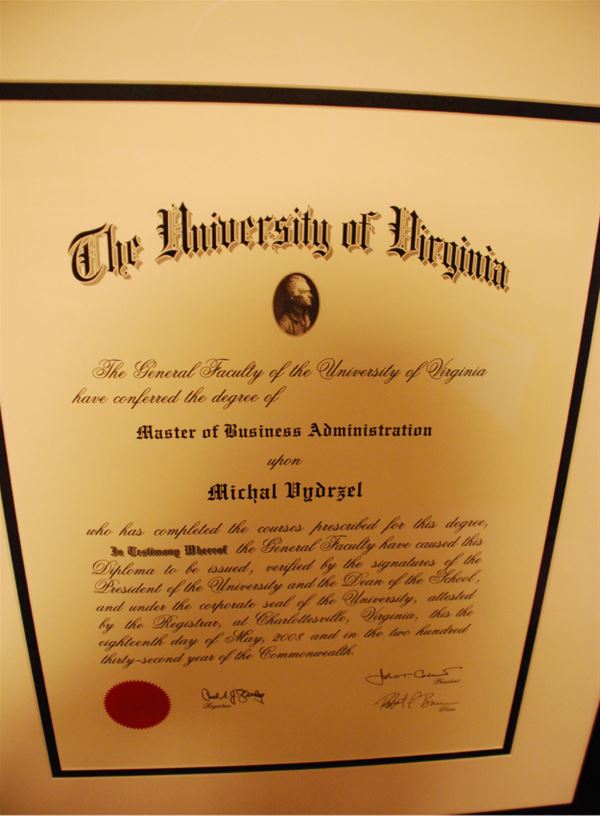 The University of Virginia
The General Faculty of the University of Virginia
have conferred the degree of
Master of Business Administration
upon
Michal Vydrzel
who has completed the courses prescribed for this degree,
In Testimony Whereof the General Faculty have caused this
Diploma to be issued, verified by the signatures of the
President of the University and the Dean of the School,
and under the corporate seal of the University, attested
by the Registrar, at Charlottesville, Virginia, this the
eighteenth day of May, 2008 and in the two hundred
thirty-second year of the Commonwealth.
President
Registrar
Dean